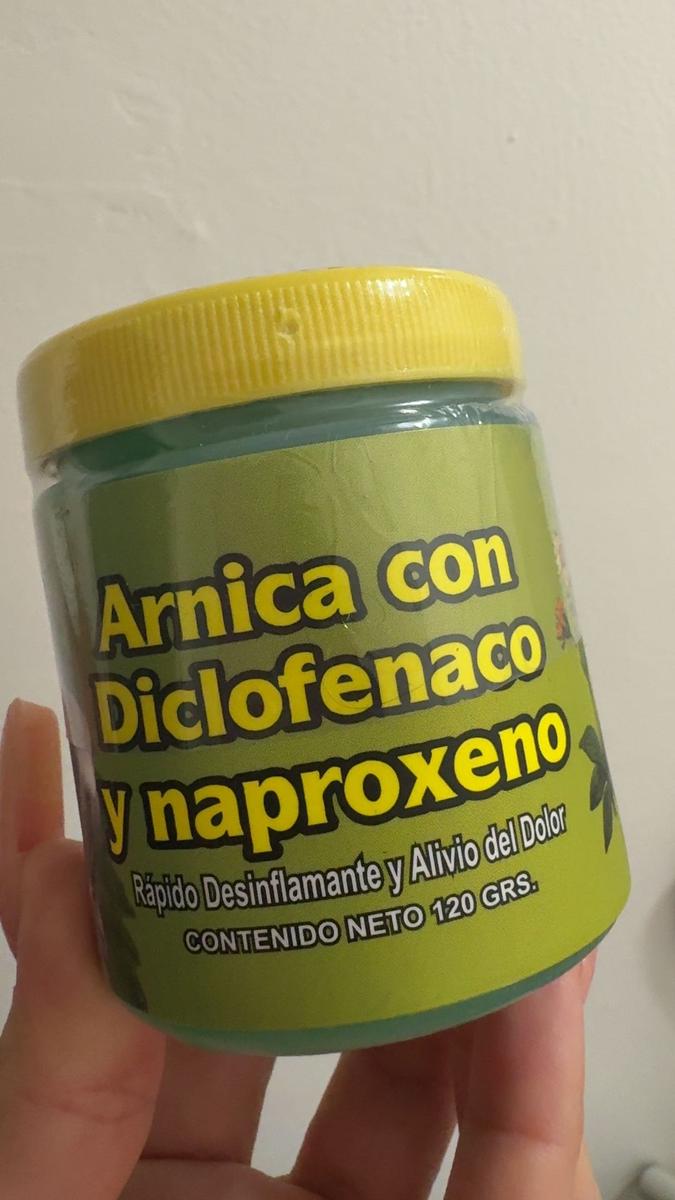 Arnica con
Diclofenaco
y naproxeno
Rápido Desinflamante y Alivio del Dolor
CONTENIDO NETO 120 GRS.